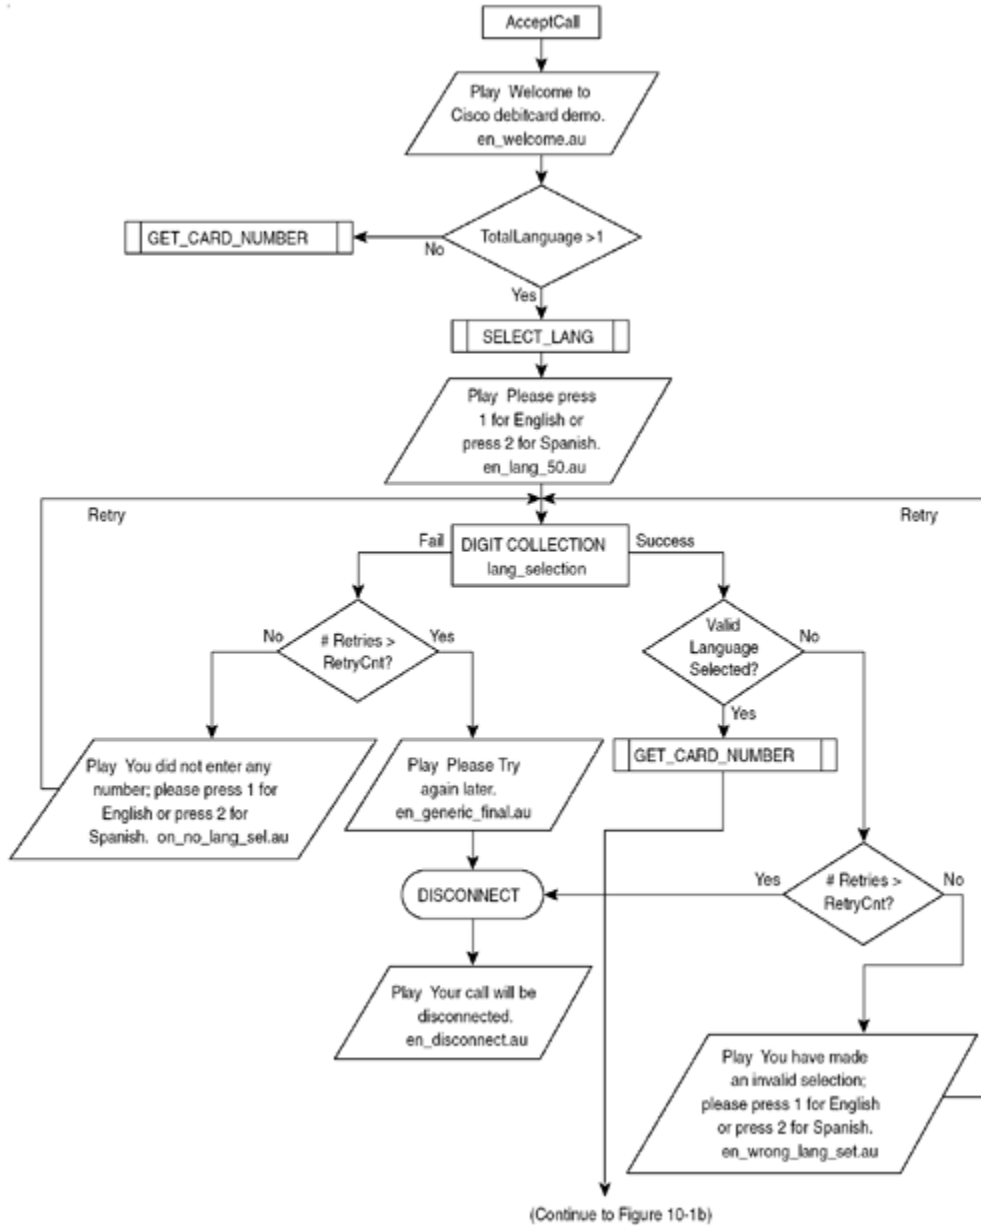 AcceptCall
Play Welcome to
Cisco debitcard demo.
en_welcome.au
GET_CARD_NUMBER
No
TotalLanguage >1
Yes
SELECT_LANG
Play Please press
1 for English or
press 2 for Spanish.
en_lang_50.au
Retry
Retry
Fail
DIGIT COLLECTION
lang_selection
Success
No
# Retries >
RetryCnt?
Yes
Valid
Language
Selected?
No
Yes
Play You did not enter any
number; please press 1 for
English or press 2 for
Spanish. on_no_lang_sel.au
Play Please Try
again later.
en_generic_final.au
GET_CARD_NUMBER
DISCONNECT
Yes
# Retries >
RetryCnt?
No
Play Your call will be
disconnected.
en_disconnect.au
Play You have made
an invalid selection;
please press 1 for English
or press 2 for Spanish.
en_wrong_lang_set.au
(Continue to Figure 10-1b)